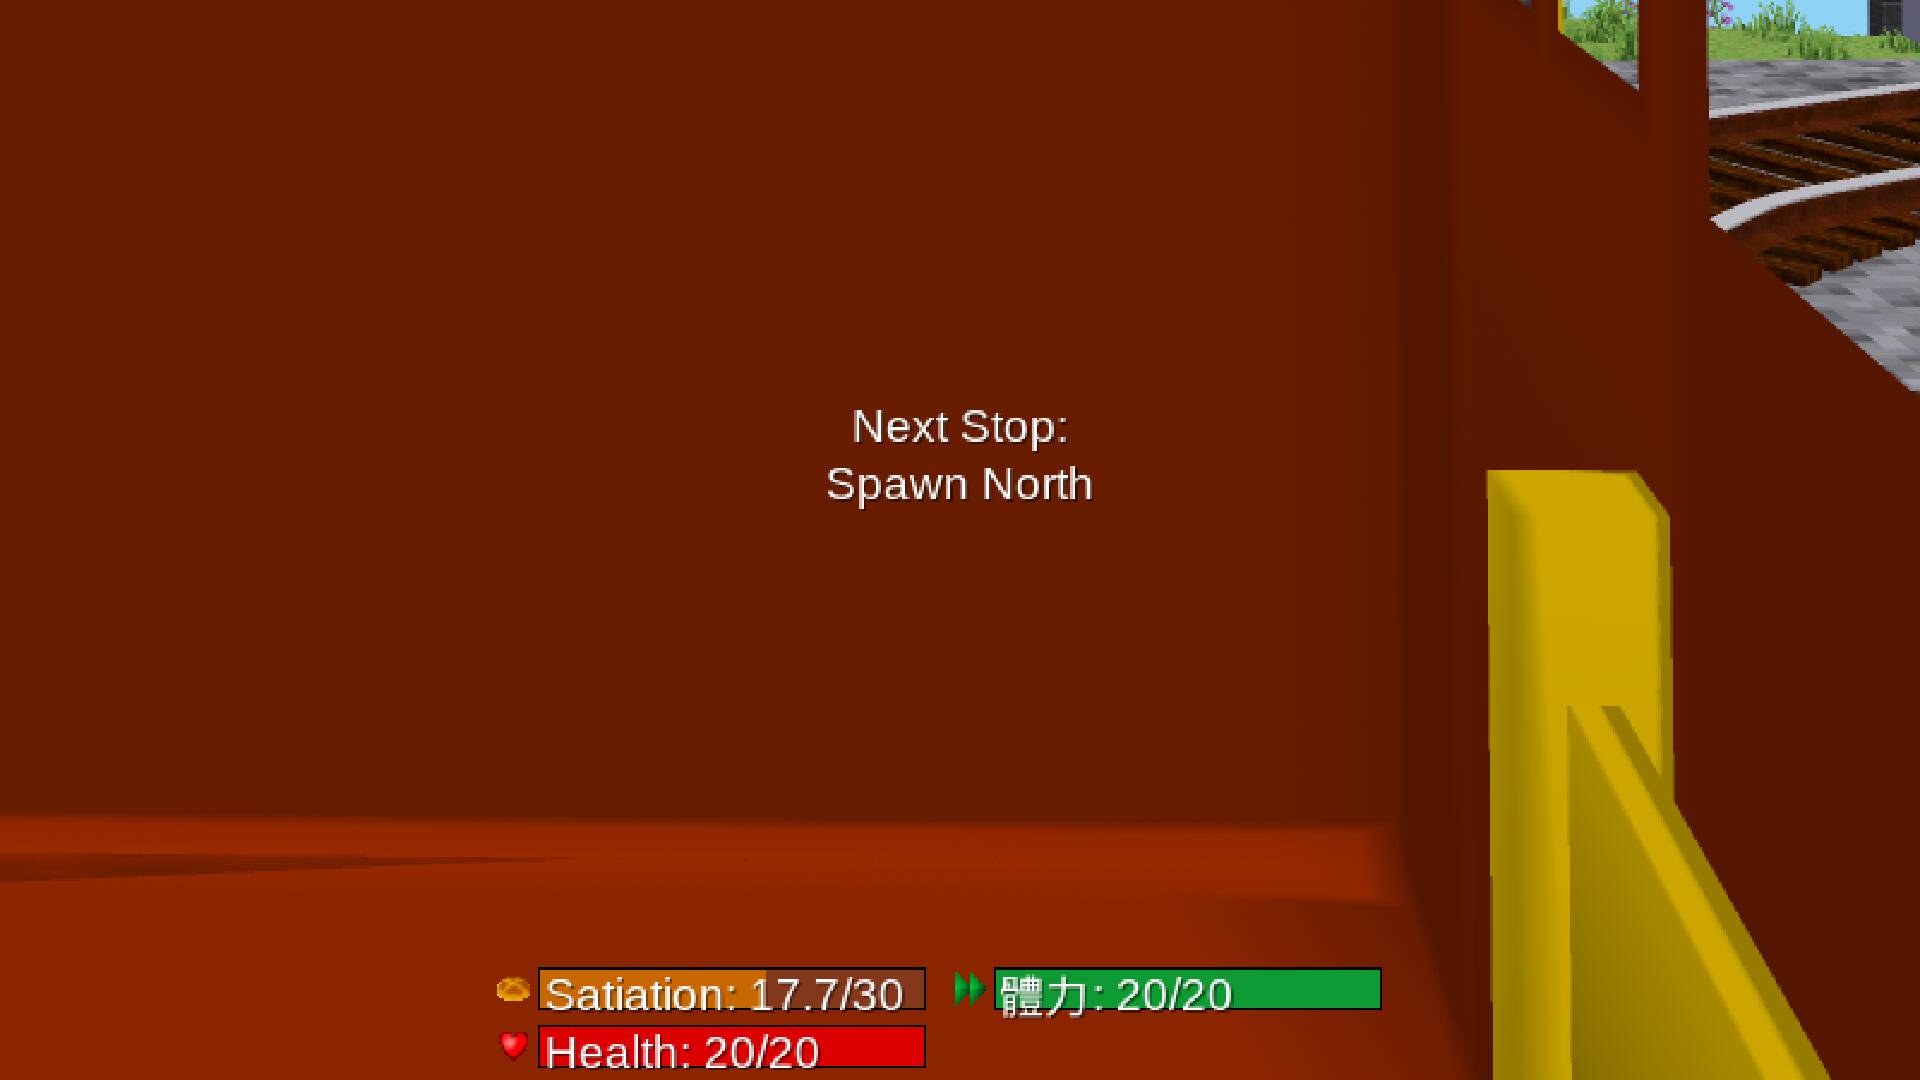 Next Stop:
Spawn North
Satiation: 17.7/30
體力: 20/20
Health: 20/20